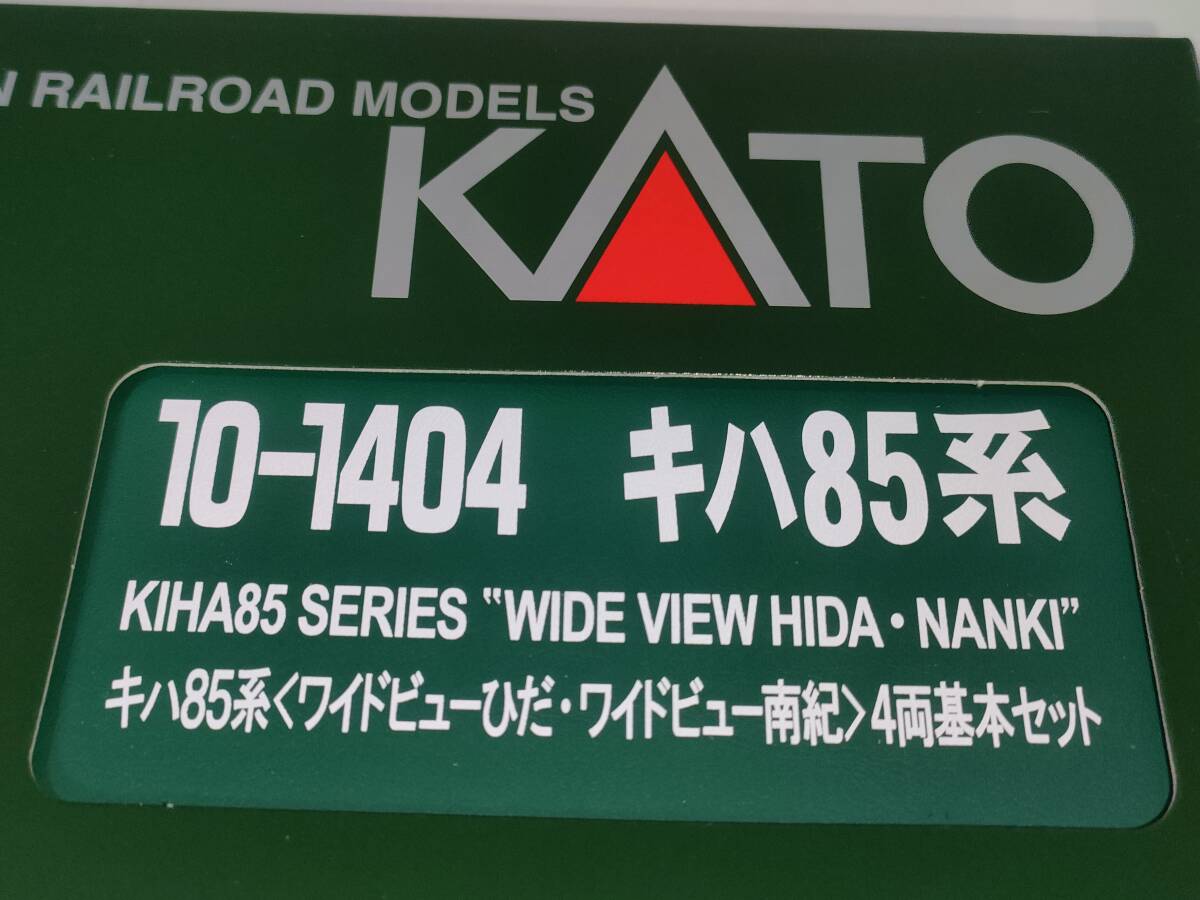 N RAILROAD MODELS
KATO
10-1404 キハ85系
KIHA85 SERIES “WIDE VIEW HIDA・NANKI”
キハ85系〈ワイドビューひだ・ワイドビュー南紀〉4両基本セット